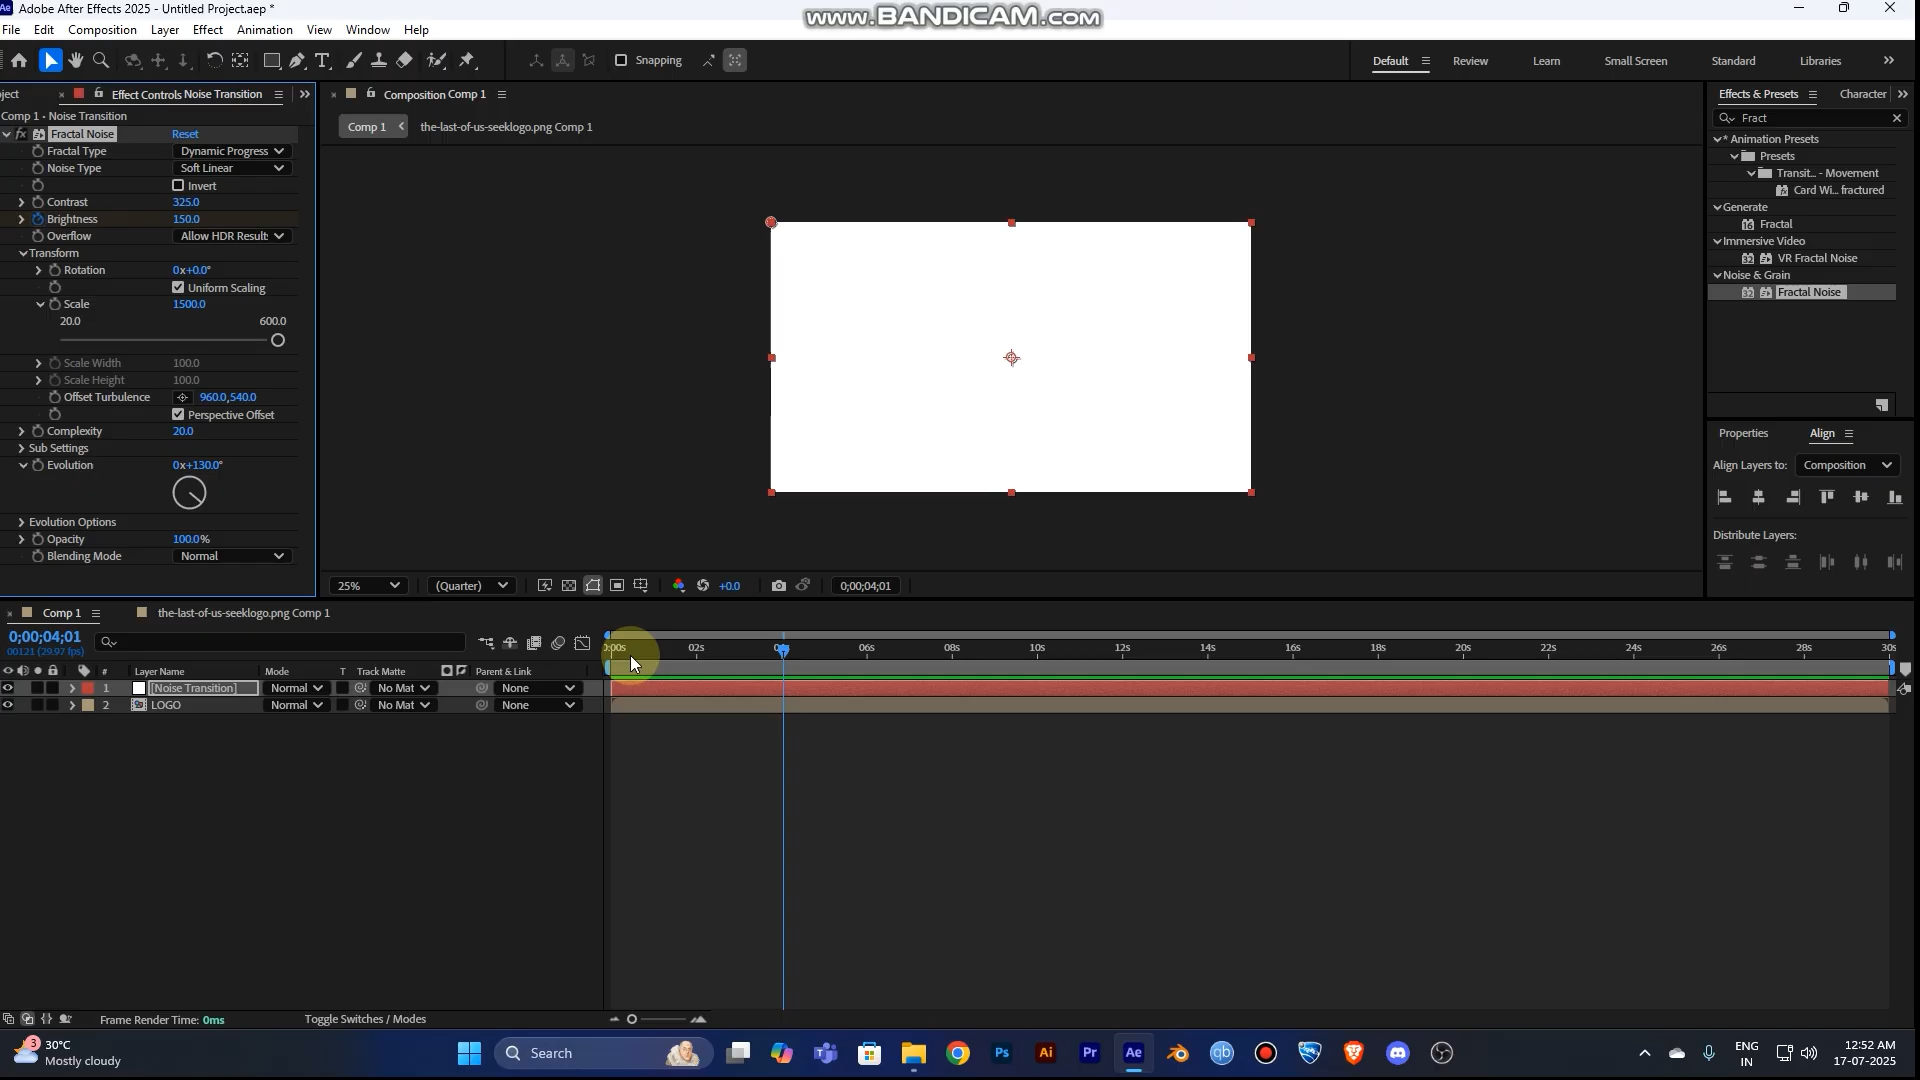 Adobe After Effects 2025 - Untitled Project.aep *
www.BANDICAM.com
File Edit Composition Layer Effect Animation View Window Help
Snapping
Default Review Learn Small Screen Standard Libraries
ject Effect Controls Noise Transition
Composition Comp 1
Effects & Presets Character
Comp 1 • Noise Transition
Comp 1 the-last-of-us-seeklogo.png Comp 1
Fract
Fractal Noise Reset
Fractal Type Dynamic Progress
Noise Type Soft Linear
Invert
Contrast 325.0
Brightness 150.0
Overflow Allow HDR Result
Transform
Rotation 0x+0.0°
Uniform Scaling
Scale 1500.0
20.0 600.0
Scale Width 100.0
Scale Height 100.0
Offset Turbulence 960.0,540.0
Perspective Offset
Complexity 20.0
Sub Settings
Evolution 0x+130.0°
Evolution Options
Opacity 100.0%
Blending Mode Normal
* Animation Presets
Presets
Transit... - Movement
Card Wi... fractured
Generate
16 Fractal
Immersive Video
32 VR Fractal Noise
Noise & Grain
32 Fractal Noise
Properties Align
Align Layers to: Composition
Distribute Layers:
25% (Quarter) +0.0 0;00;04;01
Comp 1 the-last-of-us-seeklogo.png Comp 1
0;00;04;01
00121 (29.97 fps)
02s 06s 08s 10s 12s 14s 16s 18s 20s 22s 24s 26s 28s 30s
# Layer Name Mode T Track Matte Parent & Link
1 [Noise Transition] Normal No Mat None
2 LOGO Normal No Mat None
Frame Render Time: 0ms Toggle Switches / Modes
3 30°C
Mostly cloudy
Search
Ps Ai Pr Ae qb
ENG
IN
12:52 AM
17-07-2025